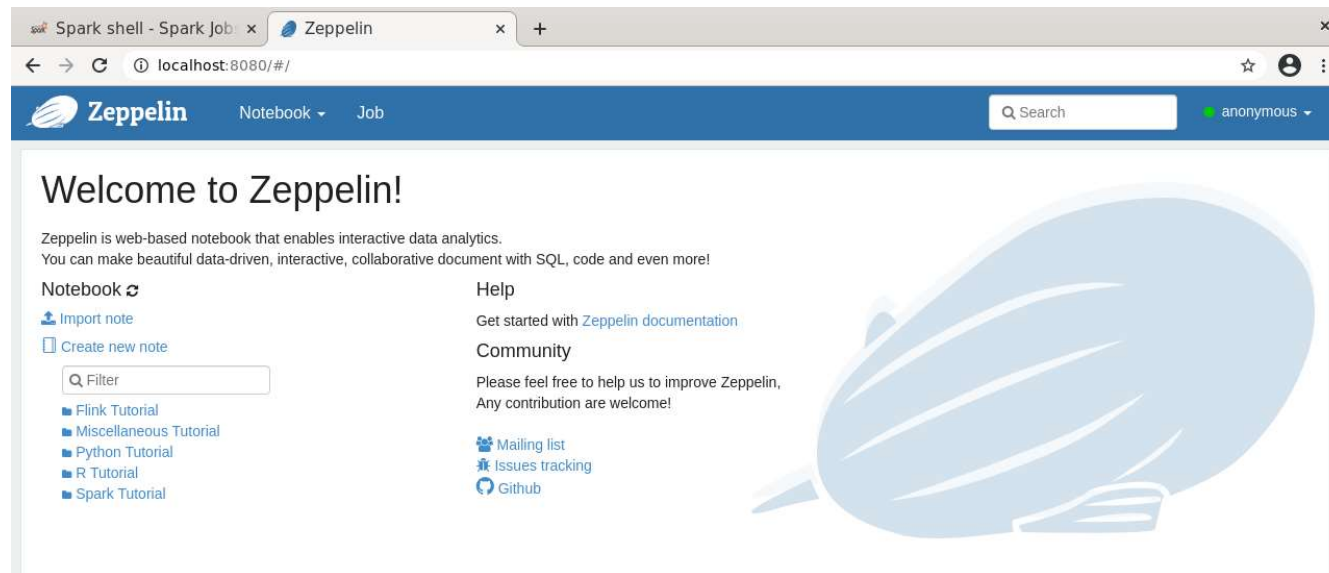 Spark shell - Spark Job
Zeppelin
localhost:8080/#/
Zeppelin Notebook Job Search anonymous
Welcome to Zeppelin!
Zeppelin is web-based notebook that enables interactive data analytics.
You can make beautiful data-driven, interactive, collaborative document with SQL, code and even more!
Notebook
Import note
Create new note
Filter
Flink Tutorial
Miscellaneous Tutorial
Python Tutorial
R Tutorial
Spark Tutorial
Help
Get started with Zeppelin documentation
Community
Please feel free to help us to improve Zeppelin,
Any contribution are welcome!
Mailing list
Issues tracking
Github